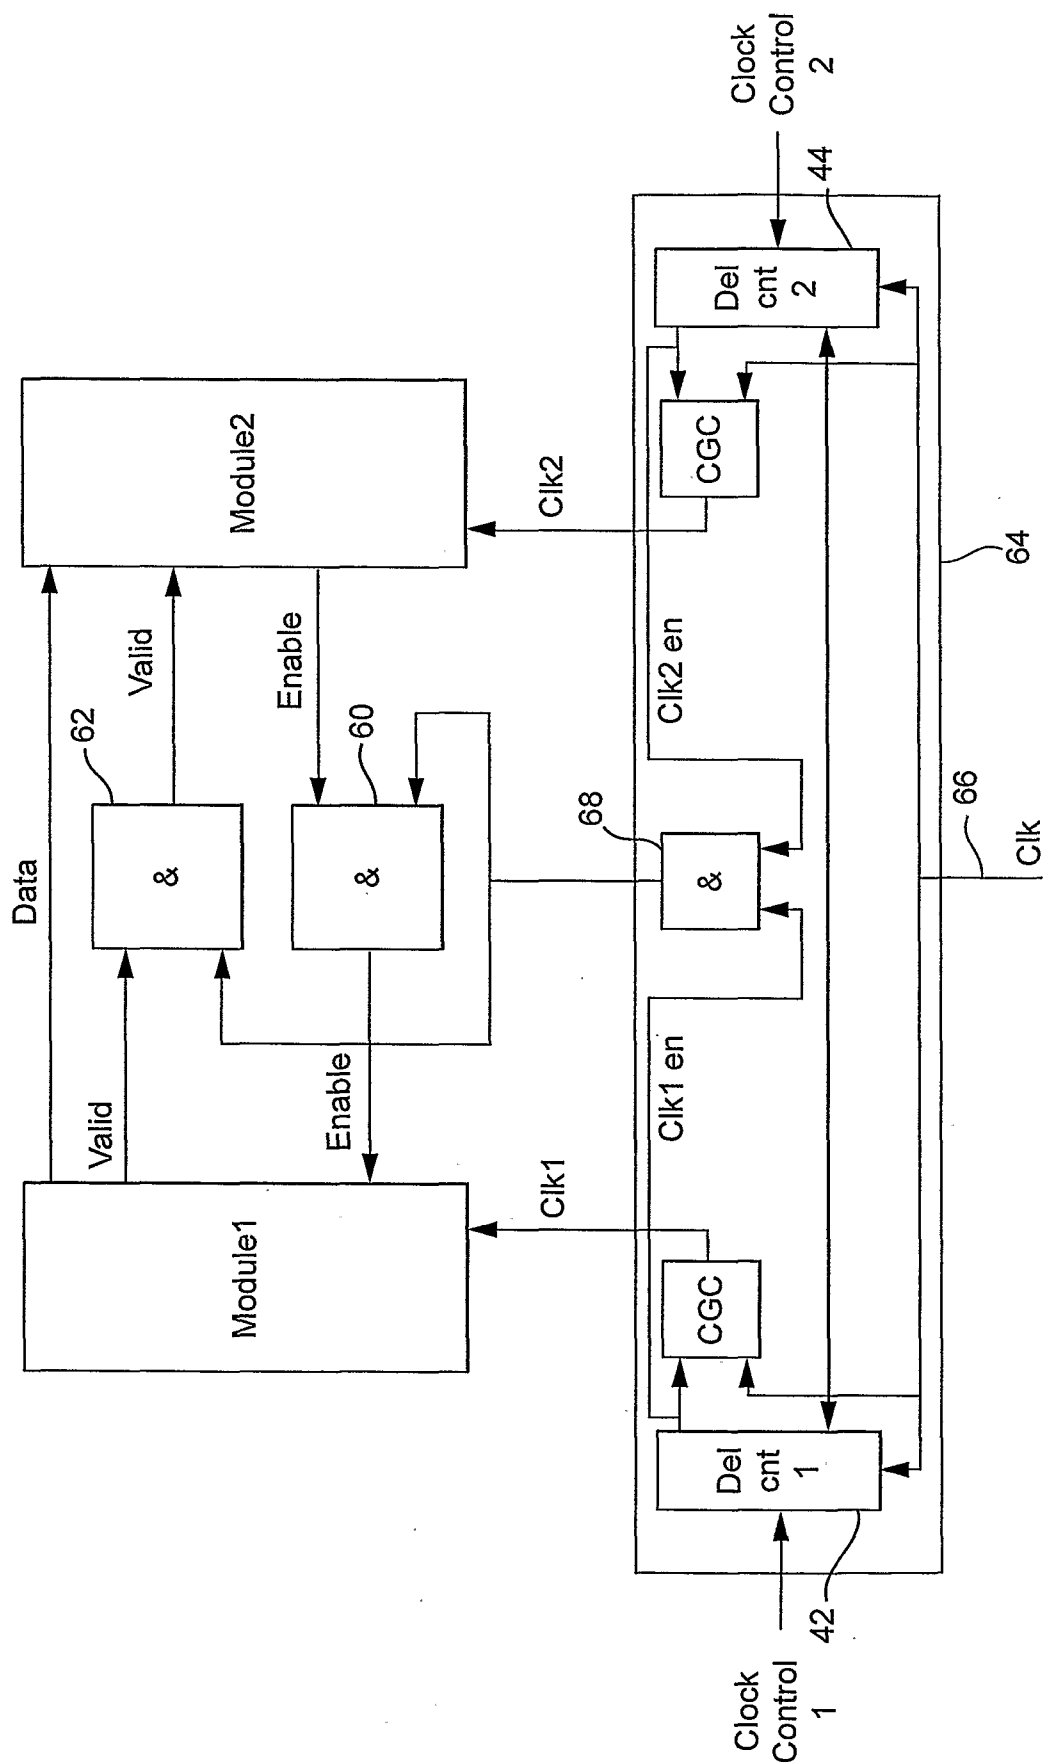 Data
Valid
62
&
Valid
Module1
Module2
Enable
60
&
Enable
Clk1
Clk2
68
&
Clk1 en
Clk2 en
CGC
CGC
Del
cnt
1
Del
cnt
2
42
44
Clock
Control
1
Clock
Control
2
66
64
Clk